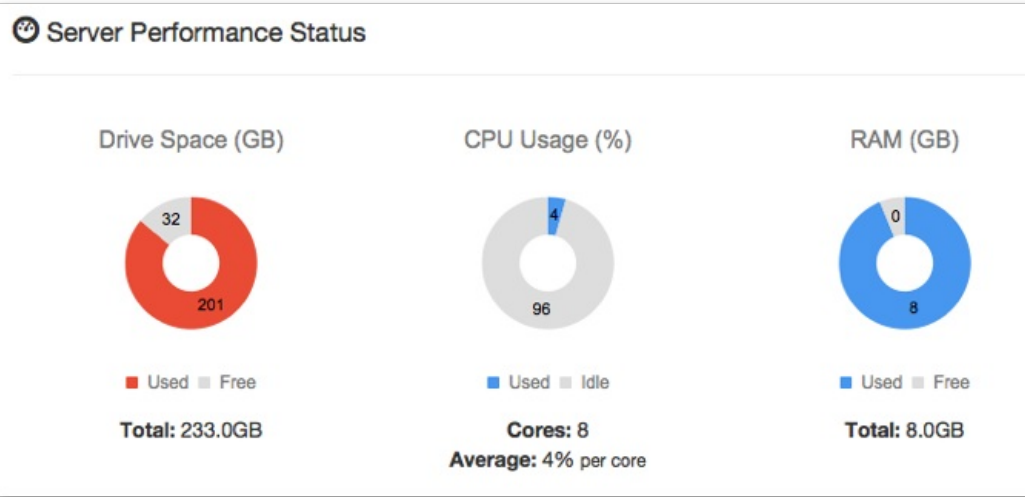 Server Performance Status
Drive Space (GB)
32
201
Used Free
Total: 233.0GB
CPU Usage (%)
4
96
Used Idle
Cores: 8
Average: 4% per core
RAM (GB)
0
8
Used Free
Total: 8.0GB